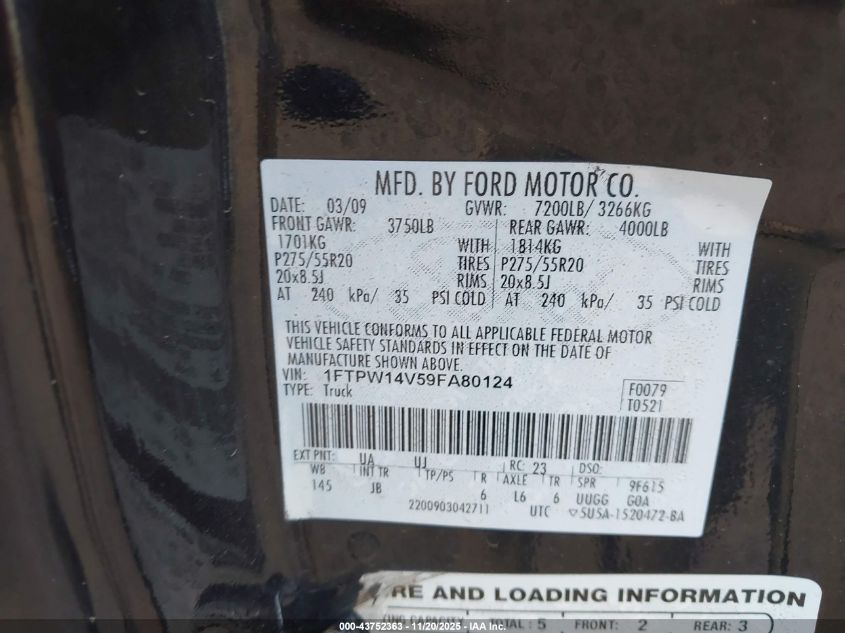 MFD. BY FORD MOTOR CO.
DATE: 03/09 GVWR: 7200LB/ 3266KG
FRONT GAWR: 3750LB REAR GAWR: 4000LB
1701KG WITH 1814KG WITH
P275/55R20 TIRES P275/55R20 TIRES
20x8.5J RIMS 20x8.5J RIMS
AT 240 kPa/ 35 PSI COLD AT 240 kPa/ 35 PSI COLD
THIS VEHICLE CONFORMS TO ALL APPLICABLE FEDERAL MOTOR
VEHICLE SAFETY STANDARDS IN EFFECT ON THE DATE OF
MANUFACTURE SHOWN ABOVE.
VIN: 1FTPW14V59FA80124
TYPE: Truck
F0079
T0521
EXT PNT: UA UJ RC: 23 DSO:
WB INT TR TP/PS R AXLE TR SPR 9F615
145 JB 6 L6 6 UUGG GOA
2200903042711 UTC ▽5U5A-1520472-BA
RE AND LOADING INFORMATION
CAPACITY TOTAL: 5 FRONT: 2 REAR: 3
000-43752363 - 11/20/2025 - IAA Inc.